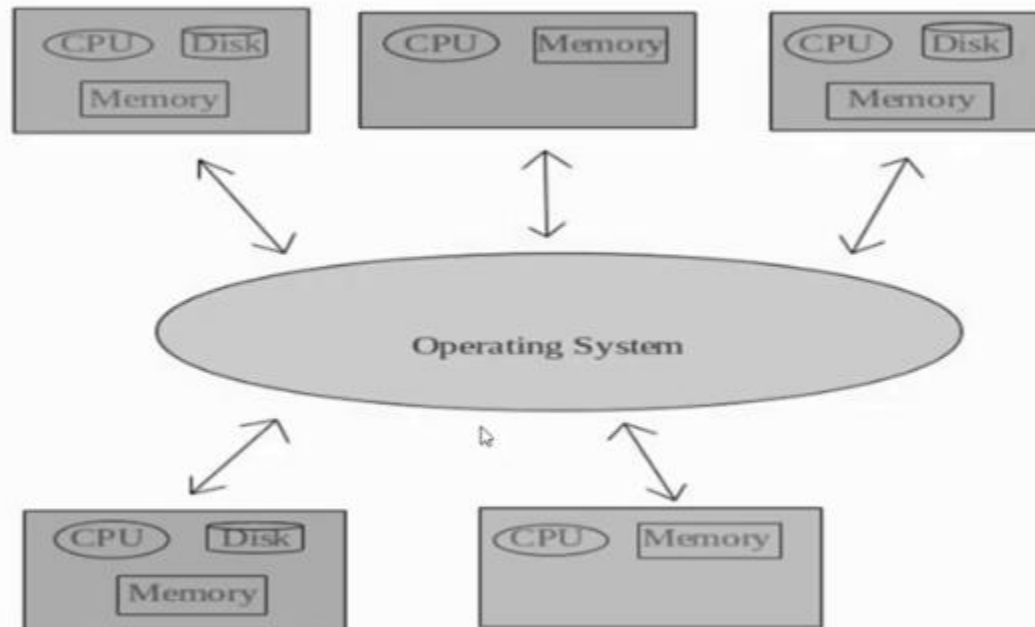 CPU Disk
Memory
CPU Memory
CPU Disk
Memory
Operating System
CPU Disk
Memory
CPU Memory